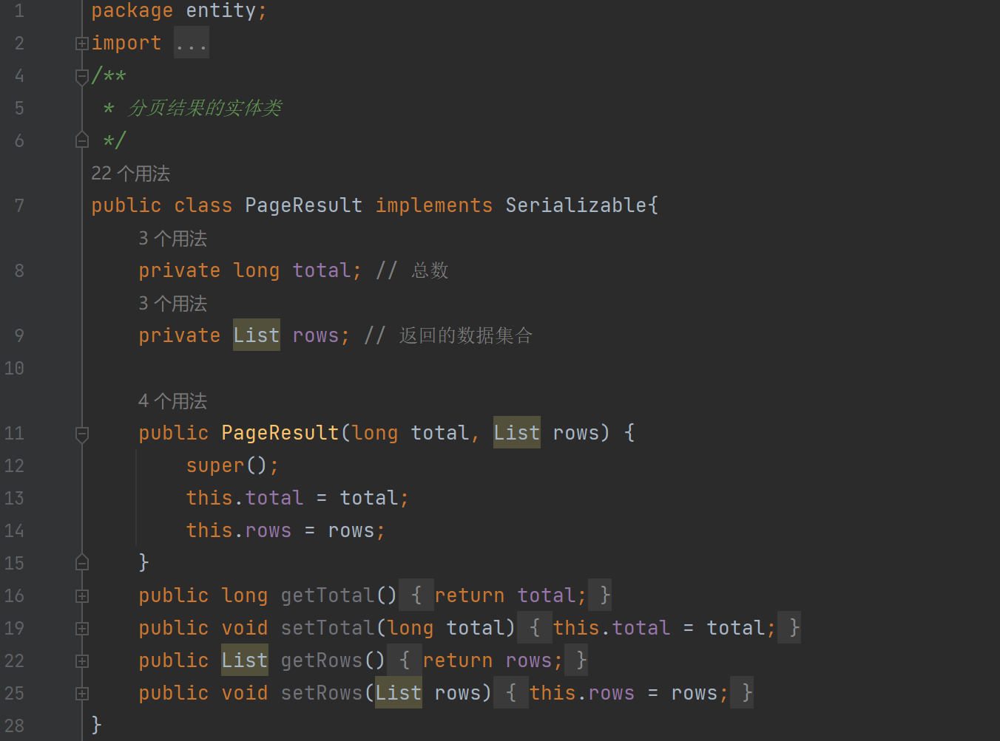 1 package entity;
2 import ...
4 /**
5 * 分页结果的实体类
6 */
22 个用法
7 public class PageResult implements Serializable{
3 个用法
8 private long total; // 总数
3 个用法
9 private List rows; // 返回的数据集合
10
4 个用法
11 public PageResult(long total, List rows) {
12 super();
13 this.total = total;
14 this.rows = rows;
15 }
16 public long getTotal() { return total; }
19 public void setTotal(long total) { this.total = total; }
22 public List getRows() { return rows; }
25 public void setRows(List rows) { this.rows = rows; }
28 }